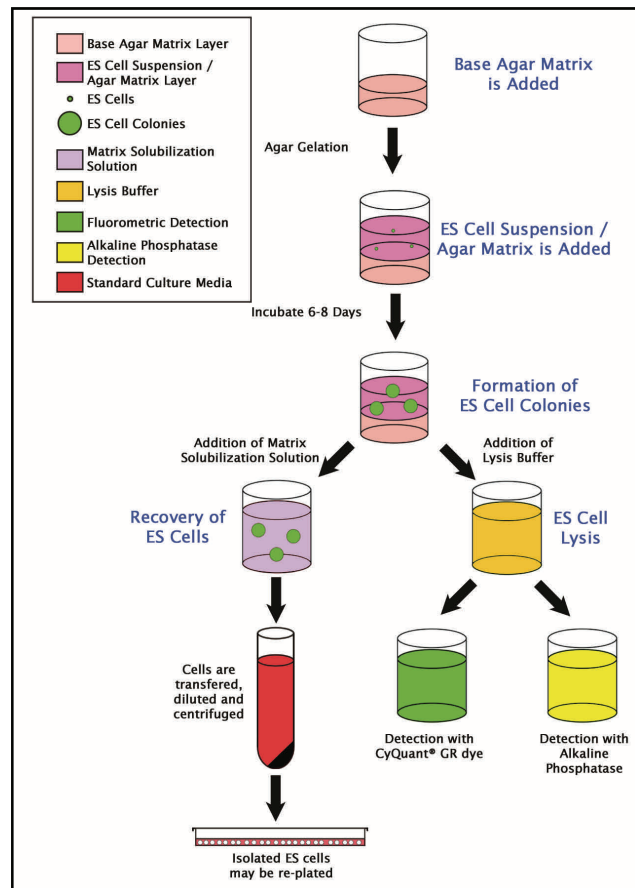 Base Agar Matrix Layer
ES Cell Suspension /
Agar Matrix Layer
ES Cells
ES Cell Colonies
Matrix Solubilization
Solution
Lysis Buffer
Fluorometric Detection
Alkaline Phosphatase
Detection
Standard Culture Media
Base Agar Matrix
is Added
Agar Gelation
ES Cell Suspension /
Agar Matrix is Added
Incubate 6-8 Days
Formation of
ES Cell Colonies
Addition of Matrix
Solubilization Solution
Addition of
Lysis Buffer
Recovery of
ES Cells
ES Cell
Lysis
Cells are
transfered,
diluted and
centrifuged
Detection with
CyQuant® GR dye
Detection with
Alkaline
Phosphatase
Isolated ES cells
may be re-plated